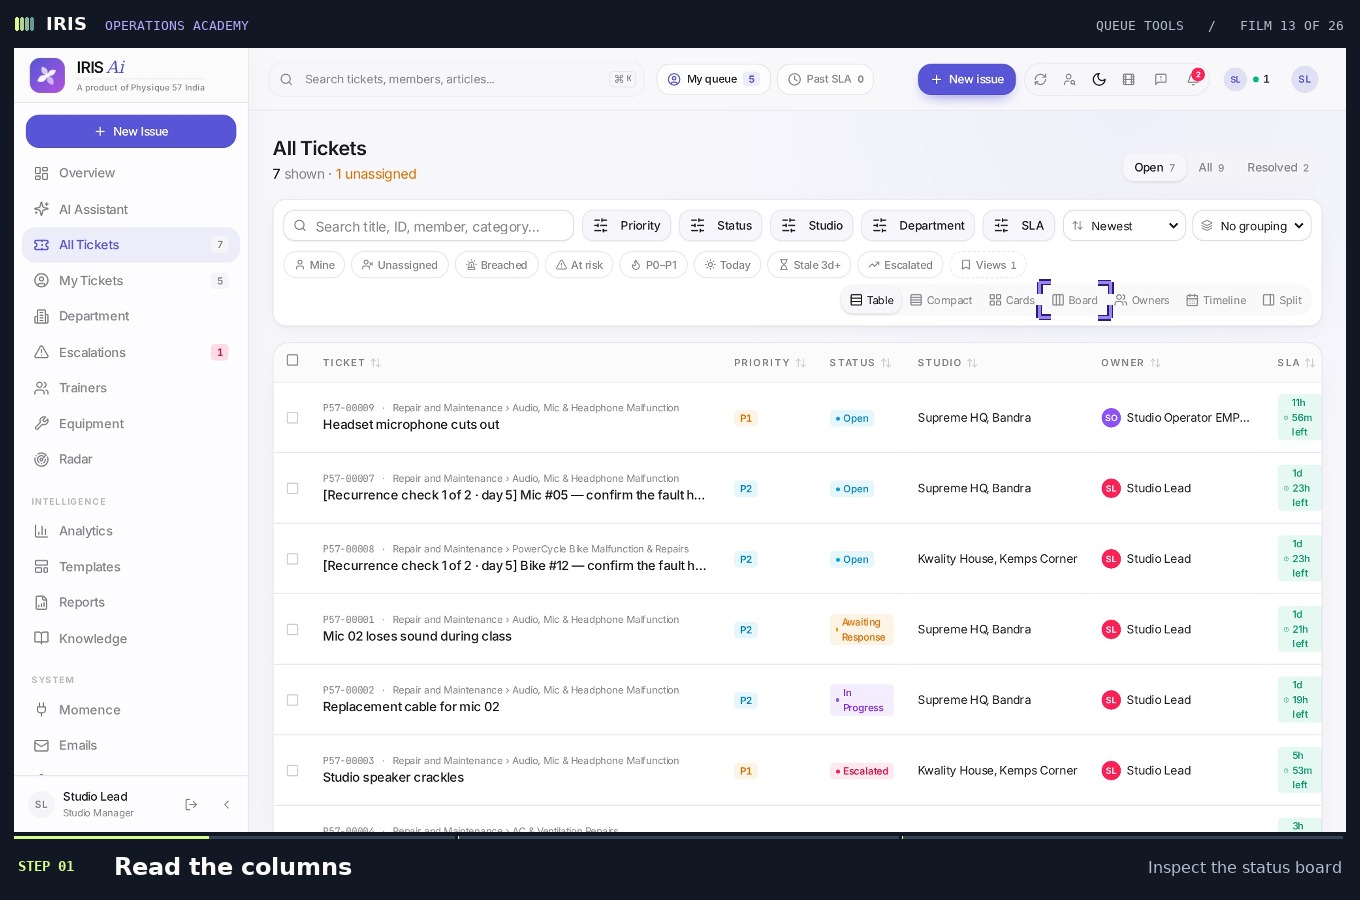 IRIS OPERATIONS ACADEMY
QUEUE TOOLS / FILM 13 OF 26
IRIS Ai
A product of Physique 57 India
Search tickets, members, articles...
⌘ K
My queue 5
Past SLA 0
+ New issue
2
SL
1
SL
+ New Issue
Overview
AI Assistant
All Tickets 7
My Tickets 5
Department
Escalations 1
Trainers
Equipment
Radar
INTELLIGENCE
Analytics
Templates
Reports
Knowledge
SYSTEM
Momence
Emails
SL
Studio Lead
Studio Manager
All Tickets
7 shown · 1 unassigned
Open 7 All 9 Resolved 2
Search title, ID, member, category...
Priority Status Studio Department SLA Newest No grouping
Mine Unassigned Breached At risk P0–P1 Today Stale 3d+ Escalated Views 1
Table Compact Cards Board Owners Timeline Split
TICKET PRIORITY STATUS STUDIO OWNER SLA
P57-00009 · Repair and Maintenance › Audio, Mic & Headphone Malfunction
Headset microphone cuts out
P1
Open
Supreme HQ, Bandra
SO Studio Operator EMP...
11h
56m
left
P57-00007 · Repair and Maintenance › Audio, Mic & Headphone Malfunction
[Recurrence check 1 of 2 · day 5] Mic #05 — confirm the fault h...
P2
Open
Supreme HQ, Bandra
SL Studio Lead
1d
23h
left
P57-00008 · Repair and Maintenance › PowerCycle Bike Malfunction & Repairs
[Recurrence check 1 of 2 · day 5] Bike #12 — confirm the fault h...
P2
Open
Kwality House, Kemps Corner
SL Studio Lead
1d
23h
left
P57-00001 · Repair and Maintenance › Audio, Mic & Headphone Malfunction
Mic 02 loses sound during class
P2
Awaiting
Response
Supreme HQ, Bandra
SL Studio Lead
1d
21h
left
P57-00002 · Repair and Maintenance › Audio, Mic & Headphone Malfunction
Replacement cable for mic 02
P2
In
Progress
Supreme HQ, Bandra
SL Studio Lead
1d
19h
left
P57-00003 · Repair and Maintenance › Audio, Mic & Headphone Malfunction
Studio speaker crackles
P1
Escalated
Kwality House, Kemps Corner
SL Studio Lead
5h
53m
left
P57-00004 · Repair and Maintenance › AC & Ventilation Repairs
3h
STEP 01 Read the columns
Inspect the status board